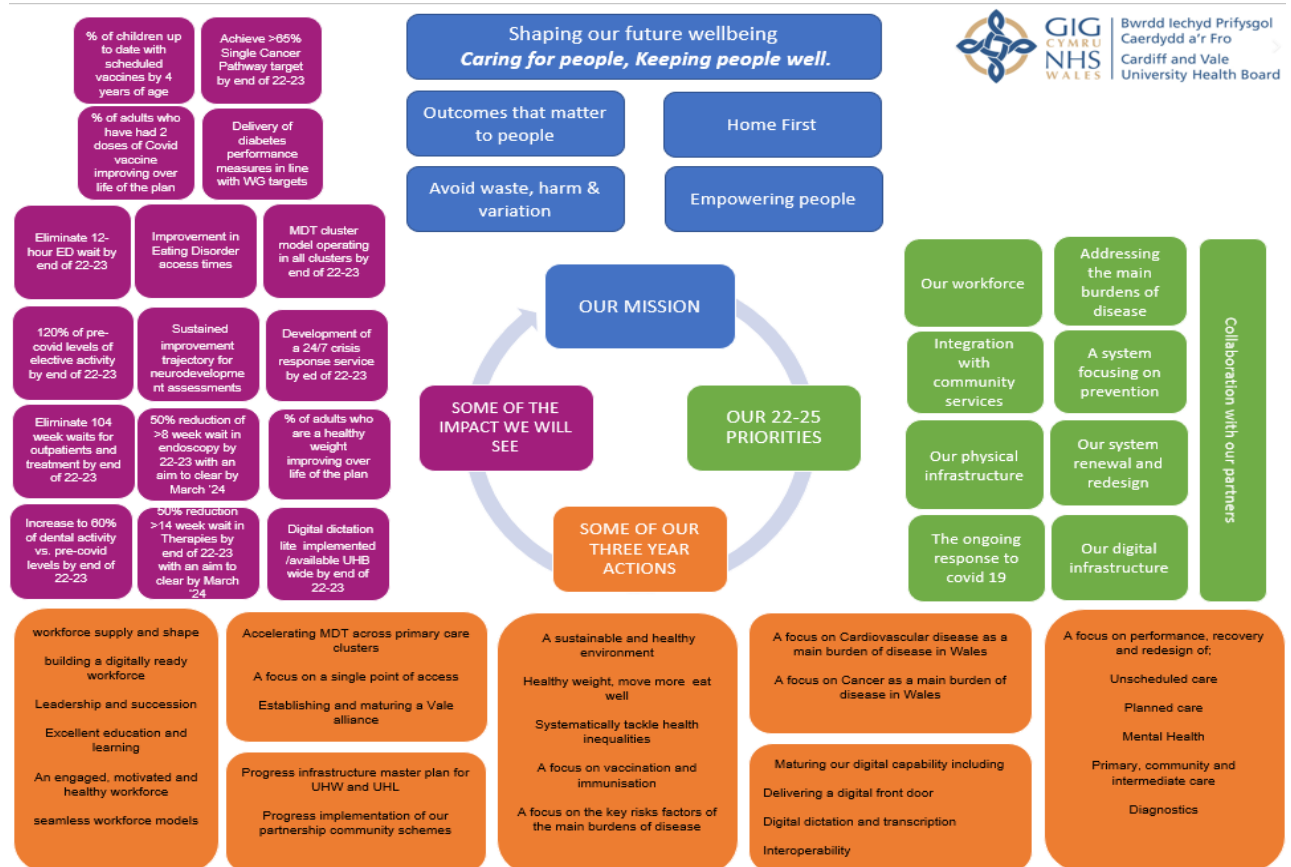 % of children up
to date with
scheduled
vaccines by 4
years of age
Achieve >65%
Single Cancer
Pathway target
by end of 22-23
% of adults who
have had 2
doses of Covid
vaccine
improving over
life of the plan
Delivery of
diabetes
performance
measures in line
with WG targets
Shaping our future wellbeing
Caring for people, Keeping people well.
Outcomes that matter
to people
Home First
Avoid waste, harm &
variation
Empowering people
GIG
CYMRU
NHS
WALES
Bwrdd Iechyd Prifysgol
Caerdydd a'r Fro
Cardiff and Vale
University Health Board
Eliminate 12-
hour ED wait by
end of 22-23
Improvement in
Eating Disorder
access times
MDT cluster
model operating
in all clusters by
end of 22-23
120% of pre-
covid levels of
elective activity
by end of 22-23
Sustained
improvement
trajectory for
neurodevelopme
nt assessments
Development of
a 24/7 crisis
response service
by ed of 22-23
Eliminate 104
week waits for
outpatients and
treatment by end
of 22-23
50% reduction of
>8 week wait in
endoscopy by
22-23 with an
aim to clear by
March '24
% of adults who
are a healthy
weight
improving over
life of the plan
Increase to 60%
of dental activity
vs. pre-covid
levels by end of
22-23
50% reduction
>14 week wait in
Therapies by
end of 22-23
with an aim to
clear by March
'24
Digital dictation
lite implemented
/available UHB
wide by end of
22-23
OUR MISSION
SOME OF THE
IMPACT WE WILL
SEE
OUR 22-25
PRIORITIES
SOME OF OUR
THREE YEAR
ACTIONS
Our workforce
Addressing
the main
burdens of
disease
Integration
with
community
services
A system
focusing on
prevention
Our physical
infrastructure
Our system
renewal and
redesign
The ongoing
response to
covid 19
Our digital
infrastructure
Collaboration with our partners
workforce supply and shape
building a digitally ready
workforce
Leadership and succession
Excellent education and
learning
An engaged, motivated and
healthy workforce
seamless workforce models
Accelerating MDT across primary care
clusters
A focus on a single point of access
Establishing and maturing a Vale
alliance
Progress infrastructure master plan for
UHW and UHL
Progress implementation of our
partnership community schemes
A sustainable and healthy
environment
Healthy weight, move more eat
well
Systematically tackle health
inequalities
A focus on vaccination and
immunisation
A focus on the key risks factors of
the main burdens of disease
A focus on Cardiovascular disease as a
main burden of disease in Wales
A focus on Cancer as a main burden of
disease in Wales
Maturing our digital capability including
Delivering a digital front door
Digital dictation and transcription
Interoperability
A focus on performance, recovery
and redesign of;
Unscheduled care
Planned care
Mental Health
Primary, community and
intermediate care
Diagnostics